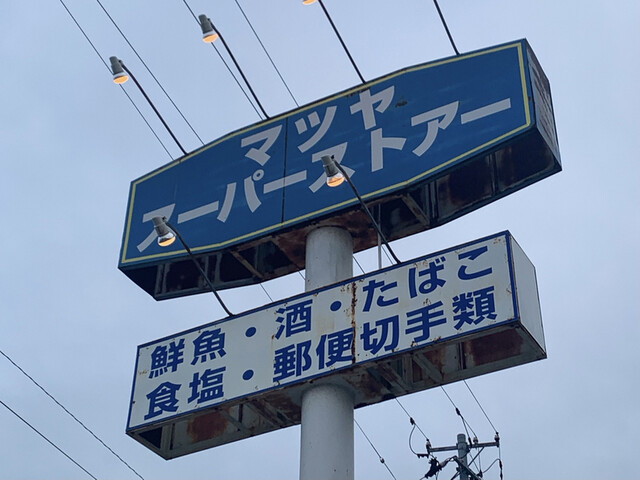 マツヤ
スーパーストアー
鮮魚・酒・たばこ
食塩・郵便切手類